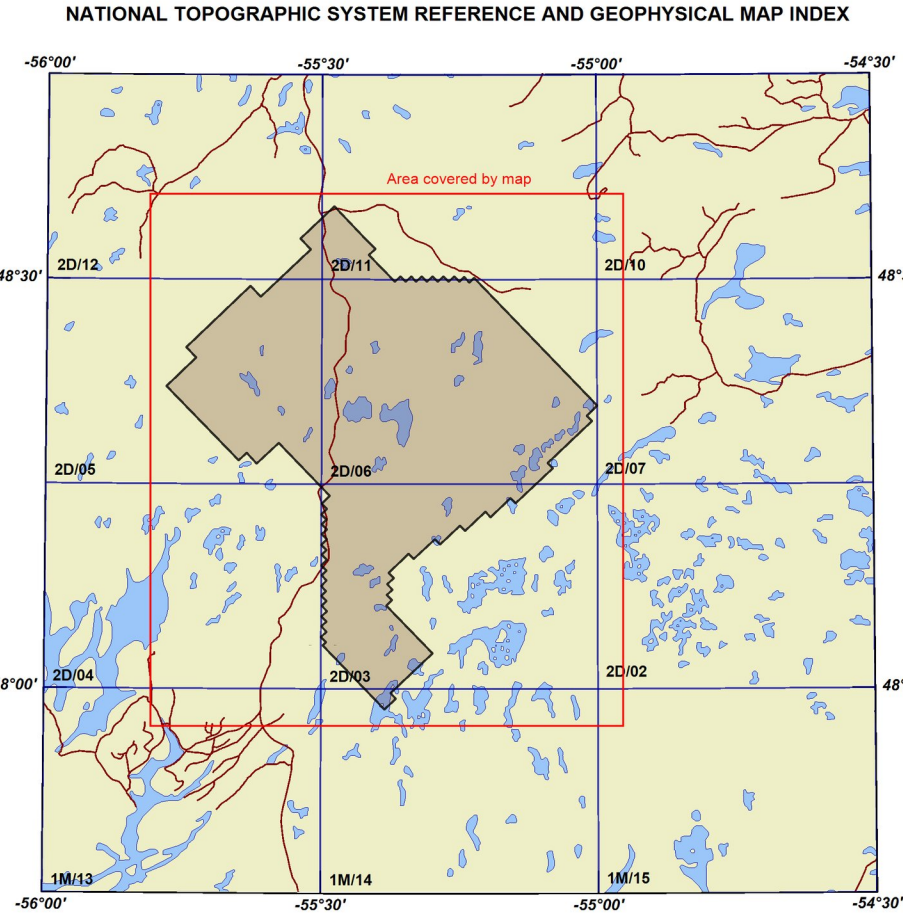 NATIONAL TOPOGRAPHIC SYSTEM REFERENCE AND GEOPHYSICAL MAP INDEX
-56°00' -55°30' -55°00' -54°30'
Area covered by map
48°30' 2D/12 2D/11 2D/10 48°
2D/05 2D/06 2D/07
8°00' 2D/04 2D/03 2D/02 48°
1M/13 1M/14 1M/15
-56°00' -55°30' -55°00' -54°30'